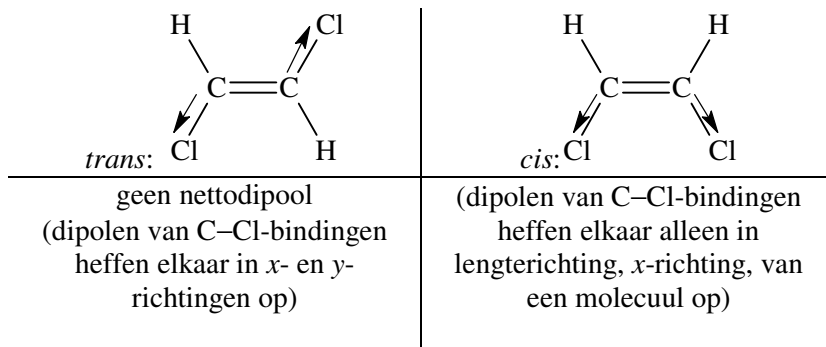 H Cl
C C
trans: Cl H
geen nettodipool
(dipolen van C–Cl-bindingen
heffen elkaar in x- en y-
richtingen op)
H H
C C
cis: Cl Cl
(dipolen van C–Cl-bindingen
heffen elkaar alleen in
lengterichting, x-richting, van
een molecuul op)